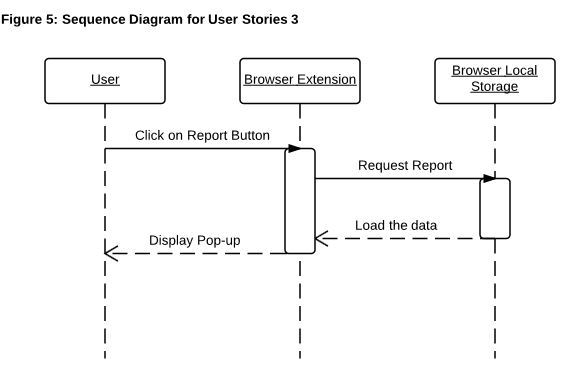 Figure 5: Sequence Diagram for User Stories 3
User
Browser Extension
Browser Local
Storage
Click on Report Button
Request Report
Load the data
Display Pop-up